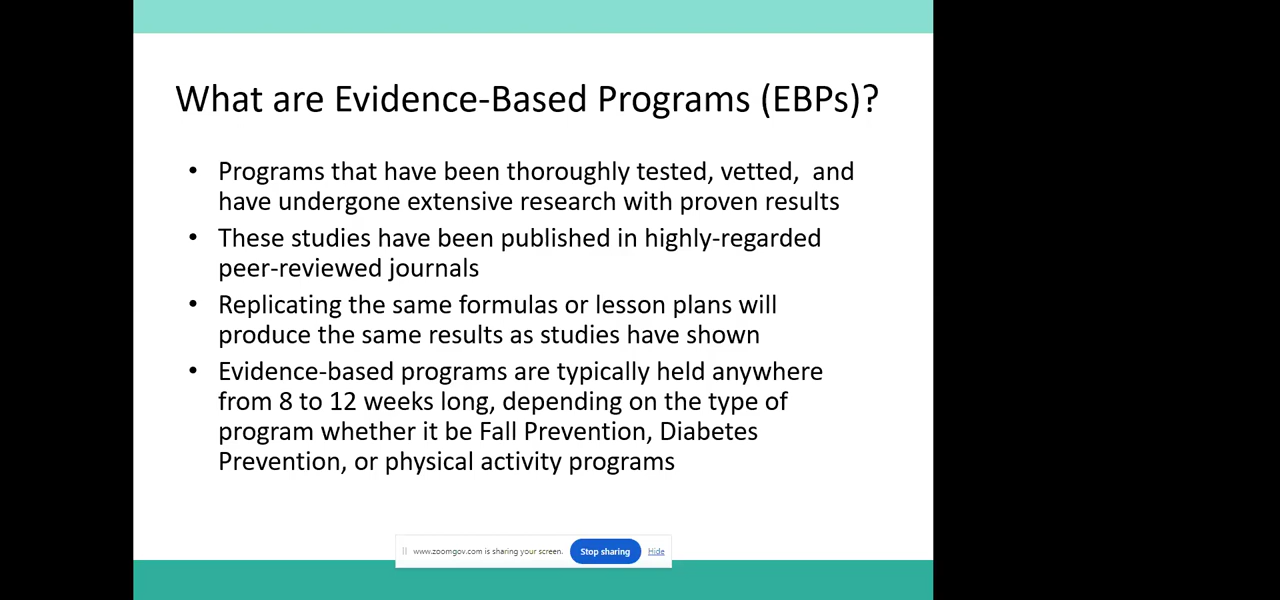 What are Evidence-Based Programs (EBPs)?
• Programs that have been thoroughly tested, vetted,  and
have undergone extensive research with proven results
• These studies have been published in highly-regarded
peer-reviewed journals
• Replicating the same formulas or lesson plans will
produce the same results as studies have shown
• Evidence-based programs are typically held anywhere
from 8 to 12 weeks long, depending on the type of
program whether it be Fall Prevention, Diabetes
Prevention, or physical activity programs
www.zoomgov.com is sharing your screen. Stop sharing Hide